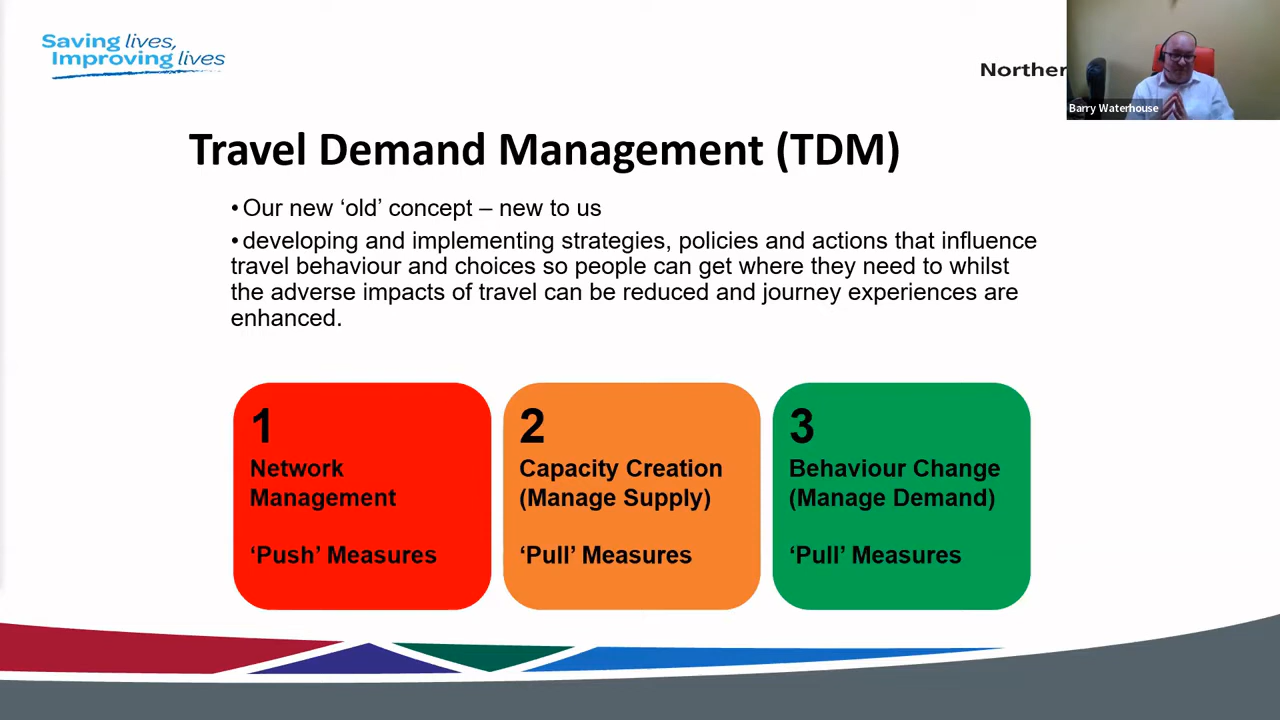 Saving lives,
Improving lives
Norther
Barry Waterhouse
Travel Demand Management (TDM)
•Our new ‘old’ concept – new to us
•developing and implementing strategies, policies and actions that influence
travel behaviour and choices so people can get where they need to whilst
the adverse impacts of travel can be reduced and journey experiences are
enhanced.
1
Network
Management
‘Push’ Measures
2
Capacity Creation
(Manage Supply)
‘Pull’ Measures
3
Behaviour Change
(Manage Demand)
‘Pull’ Measures